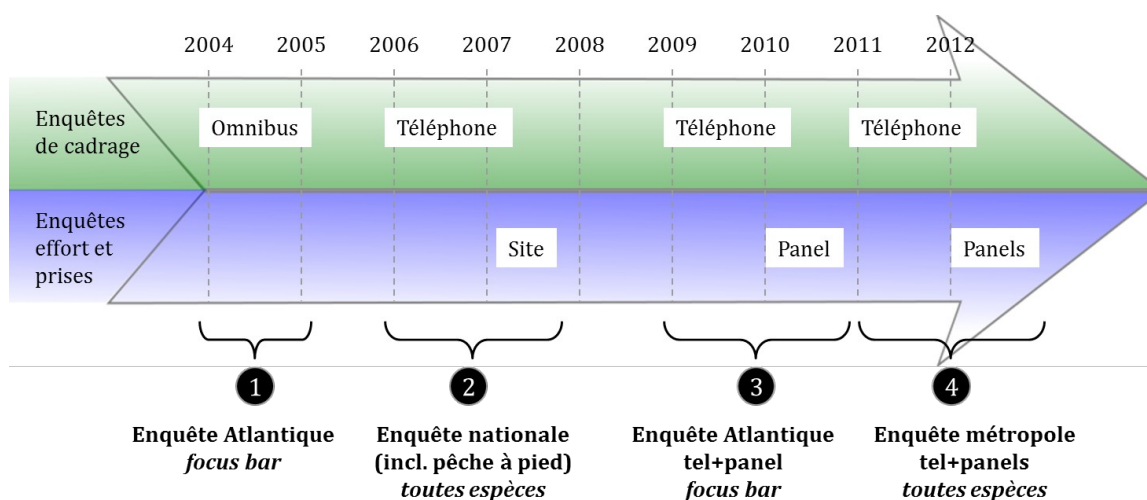 2004 2005 2006 2007 2008 2009 2010 2011 2012
Enquêtes
de cadrage
Omnibus Téléphone Téléphone Téléphone
Enquêtes
effort et
prises
Site Panel Panels
1 2 3 4
Enquête Atlantique
focus bar
Enquête nationale
(incl. pêche à pied)
toutes espèces
Enquête Atlantique
tel+panel
focus bar
Enquête métropole
tel+panels
toutes espèces